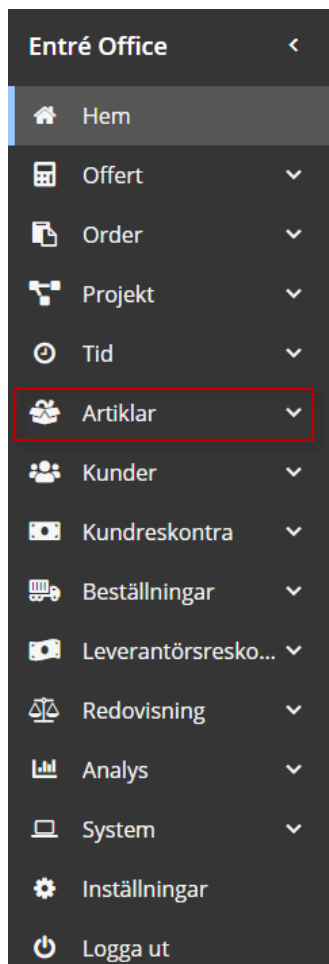 Entré Office
Hem
Offert
Order
Projekt
Tid
Artiklar
Kunder
Kundreskontra
Beställningar
Leverantörsresko...
Redovisning
Analys
System
Inställningar
Logga ut